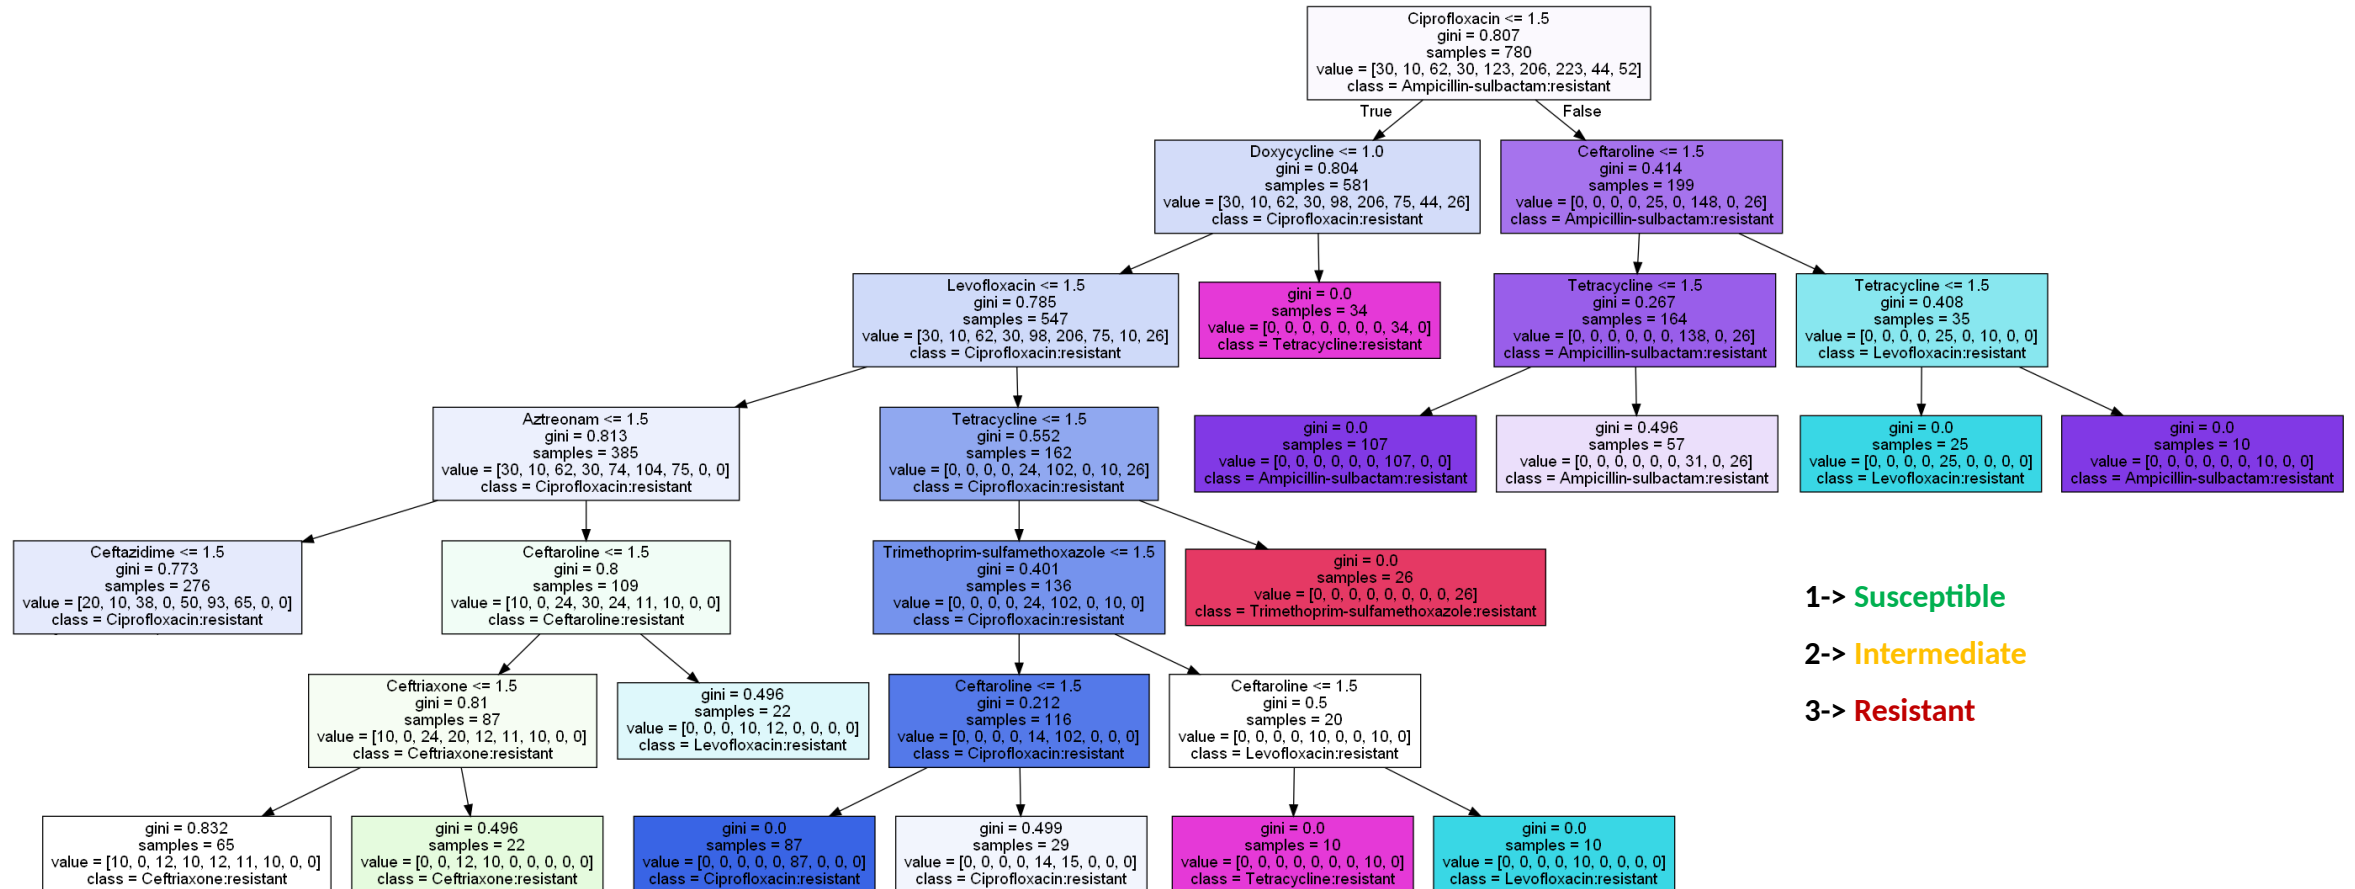 Ciprofloxacin <= 1.5
gini = 0.807
samples = 780
value = [30, 10, 62, 30, 123, 206, 223, 44, 52]
class = Ampicillin-sulbactam:resistant
True
False
Doxycycline <= 1.0
gini = 0.804
samples = 581
value = [30, 10, 62, 30, 98, 206, 75, 44, 26]
class = Ciprofloxacin:resistant
Ceftaroline <= 1.5
gini = 0.414
samples = 199
value = [0, 0, 0, 0, 25, 0, 148, 0, 26]
class = Ampicillin-sulbactam:resistant
Levofloxacin <= 1.5
gini = 0.785
samples = 547
value = [30, 10, 62, 30, 98, 206, 75, 10, 26]
class = Ciprofloxacin:resistant
gini = 0.0
samples = 34
value = [0, 0, 0, 0, 0, 0, 0, 34, 0]
class = Tetracycline:resistant
Tetracycline <= 1.5
gini = 0.267
samples = 164
value = [0, 0, 0, 0, 0, 0, 138, 0, 26]
class = Ampicillin-sulbactam:resistant
Tetracycline <= 1.5
gini = 0.408
samples = 35
value = [0, 0, 0, 0, 25, 0, 10, 0, 0]
class = Levofloxacin:resistant
Aztreonam <= 1.5
gini = 0.813
samples = 385
value = [30, 10, 62, 30, 74, 104, 75, 0, 0]
class = Ciprofloxacin:resistant
Tetracycline <= 1.5
gini = 0.552
samples = 162
value = [0, 0, 0, 0, 24, 102, 0, 10, 26]
class = Ciprofloxacin:resistant
gini = 0.0
samples = 107
value = [0, 0, 0, 0, 0, 0, 107, 0, 0]
class = Ampicillin-sulbactam:resistant
gini = 0.496
samples = 57
value = [0, 0, 0, 0, 0, 0, 31, 0, 26]
class = Ampicillin-sulbactam:resistant
gini = 0.0
samples = 25
value = [0, 0, 0, 0, 25, 0, 0, 0, 0]
class = Levofloxacin:resistant
gini = 0.0
samples = 10
value = [0, 0, 0, 0, 0, 0, 10, 0, 0]
class = Ampicillin-sulbactam:resistant
Ceftazidime <= 1.5
gini = 0.773
samples = 276
value = [20, 10, 38, 0, 50, 93, 65, 0, 0]
class = Ciprofloxacin:resistant
Ceftaroline <= 1.5
gini = 0.8
samples = 109
value = [10, 0, 24, 30, 24, 11, 10, 0, 0]
class = Ceftaroline:resistant
Trimethoprim-sulfamethoxazole <= 1.5
gini = 0.401
samples = 136
value = [0, 0, 0, 0, 24, 102, 0, 10, 0]
class = Ciprofloxacin:resistant
gini = 0.0
samples = 26
value = [0, 0, 0, 0, 0, 0, 0, 0, 26]
class = Trimethoprim-sulfamethoxazole:resistant
1-> Susceptible
2-> Intermediate
3-> Resistant
Ceftriaxone <= 1.5
gini = 0.81
samples = 87
value = [10, 0, 24, 20, 12, 11, 10, 0, 0]
class = Ceftriaxone:resistant
gini = 0.496
samples = 22
value = [0, 0, 0, 10, 12, 0, 0, 0, 0]
class = Levofloxacin:resistant
Ceftaroline <= 1.5
gini = 0.212
samples = 116
value = [0, 0, 0, 0, 14, 102, 0, 0, 0]
class = Ciprofloxacin:resistant
Ceftaroline <= 1.5
gini = 0.5
samples = 20
value = [0, 0, 0, 0, 10, 0, 0, 10, 0]
class = Levofloxacin:resistant
gini = 0.832
samples = 65
value = [10, 0, 12, 10, 12, 11, 10, 0, 0]
class = Ceftriaxone:resistant
gini = 0.496
samples = 22
value = [0, 0, 12, 10, 0, 0, 0, 0, 0]
class = Ceftriaxone:resistant
gini = 0.0
samples = 87
value = [0, 0, 0, 0, 0, 87, 0, 0, 0]
class = Ciprofloxacin:resistant
gini = 0.499
samples = 29
value = [0, 0, 0, 0, 14, 15, 0, 0, 0]
class = Ciprofloxacin:resistant
gini = 0.0
samples = 10
value = [0, 0, 0, 0, 0, 0, 0, 10, 0]
class = Tetracycline:resistant
gini = 0.0
samples = 10
value = [0, 0, 0, 0, 10, 0, 0, 0, 0]
class = Levofloxacin:resistant